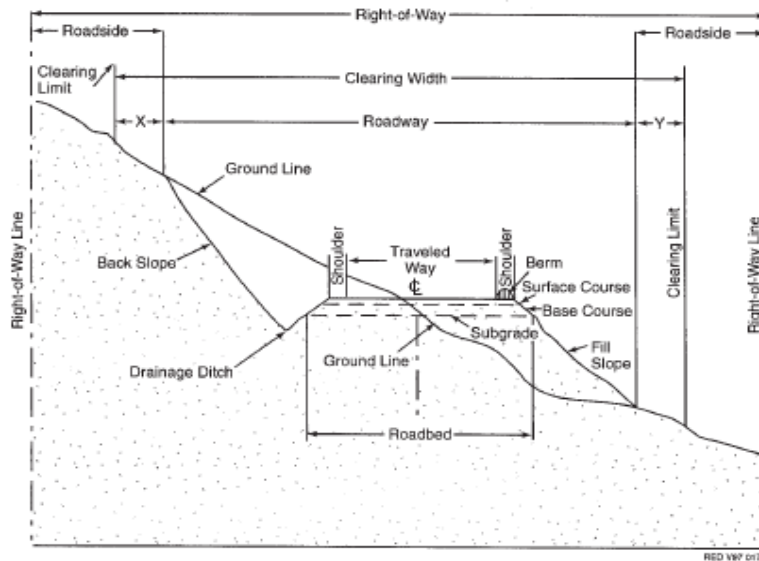 Right-of-Way
Roadside
Roadside
Clearing Limit
Clearing Width
X
Roadway
Y
Ground Line
Right-of-Way Line
Back Slope
Shoulder
Traveled Way
℄
Shoulder
Berm
Surface Course
Base Course
Clearing Limit
Right-of-Way Line
Subgrade
Ground Line
Fill Slope
Drainage Ditch
Roadbed